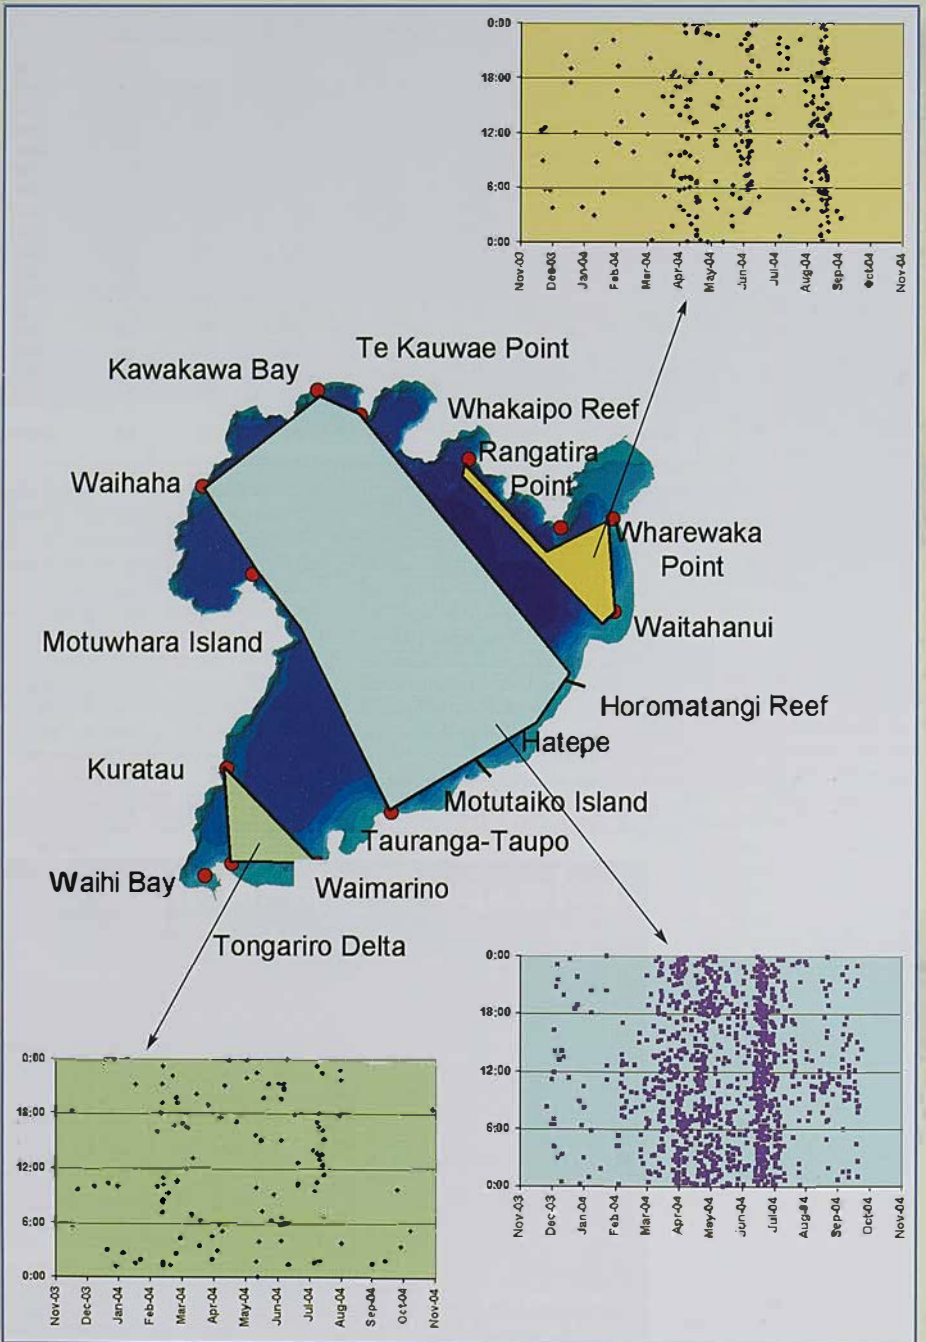 0:00
18:00
12:00
6:00
0:00
Nov-03
Dec-03
Jan-04
Feb-04
Mar-04
Apr-04
May-04
Jun-04
Jul-04
Aug-04
Sep-04
Oct-04
Nov-04
Te Kauwae Point
Kawakawa Bay
Whakaipo Reef
Rangatira
Point
Waihaha
Wharewaka
Point
Waitahanui
Motuwhara Island
Horomatangi Reef
Hatepe
Kuratau
Motutaiko Island
Tauranga-Taupo
Waihi Bay
Waimarino
Tongariro Delta
0:00
18:00
12:00
6:00
0:00
Nov-03
Dec-03
Jan-04
Feb-04
Mar-04
Apr-04
May-04
Jun-04
Jul-04
Aug-04
Sep-04
Oct-04
Nov-04
0:00
18:00
12:00
6:00
0:00
Nov-03
Dec-03
Jan-04
Feb-04
Mar-04
Apr-04
May-04
Jun-04
Jul-04
Aug-04
Sep-04
Oct-04
Nov-04